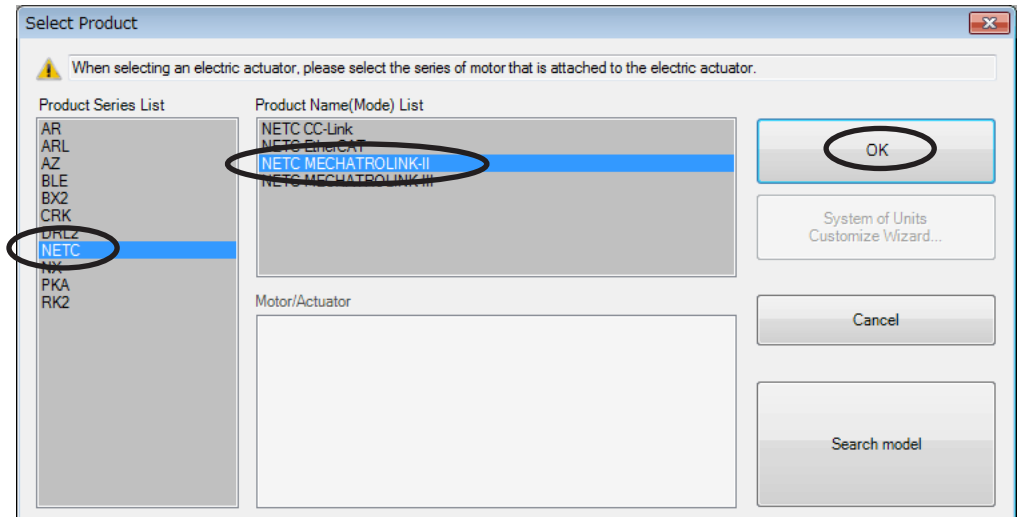 Select Product
When selecting an electric actuator, please select the series of motor that is attached to the electric actuator.
Product Series List
AR
ARL
AZ
BLE
BX2
CRK
DRL2
NETC
NX
PKA
RK2
Product Name(Mode) List
NETC CC-Link
NETC EtherCAT
NETC MECHATROLINK-II
NETC MECHATROLINK-III
Motor/Actuator
OK
System of Units
Customize Wizard...
Cancel
Search model